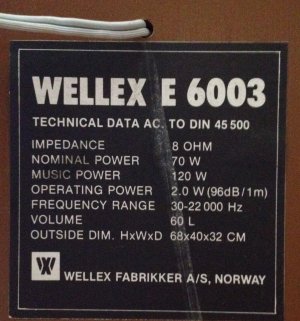 WELLEX E 6003
TECHNICAL DATA AC. TO DIN 45 500
IMPEDANCE 8 OHM
NOMINAL POWER 70 W
MUSIC POWER 120 W
OPERATING POWER 2.0 W (96dB/1m)
FREQUENCY RANGE 30-22 000 Hz
VOLUME 60 L
OUTSIDE DIM. HxWxD 68x40x32 CM
W WELLEX FABRIKKER A/S, NORWAY